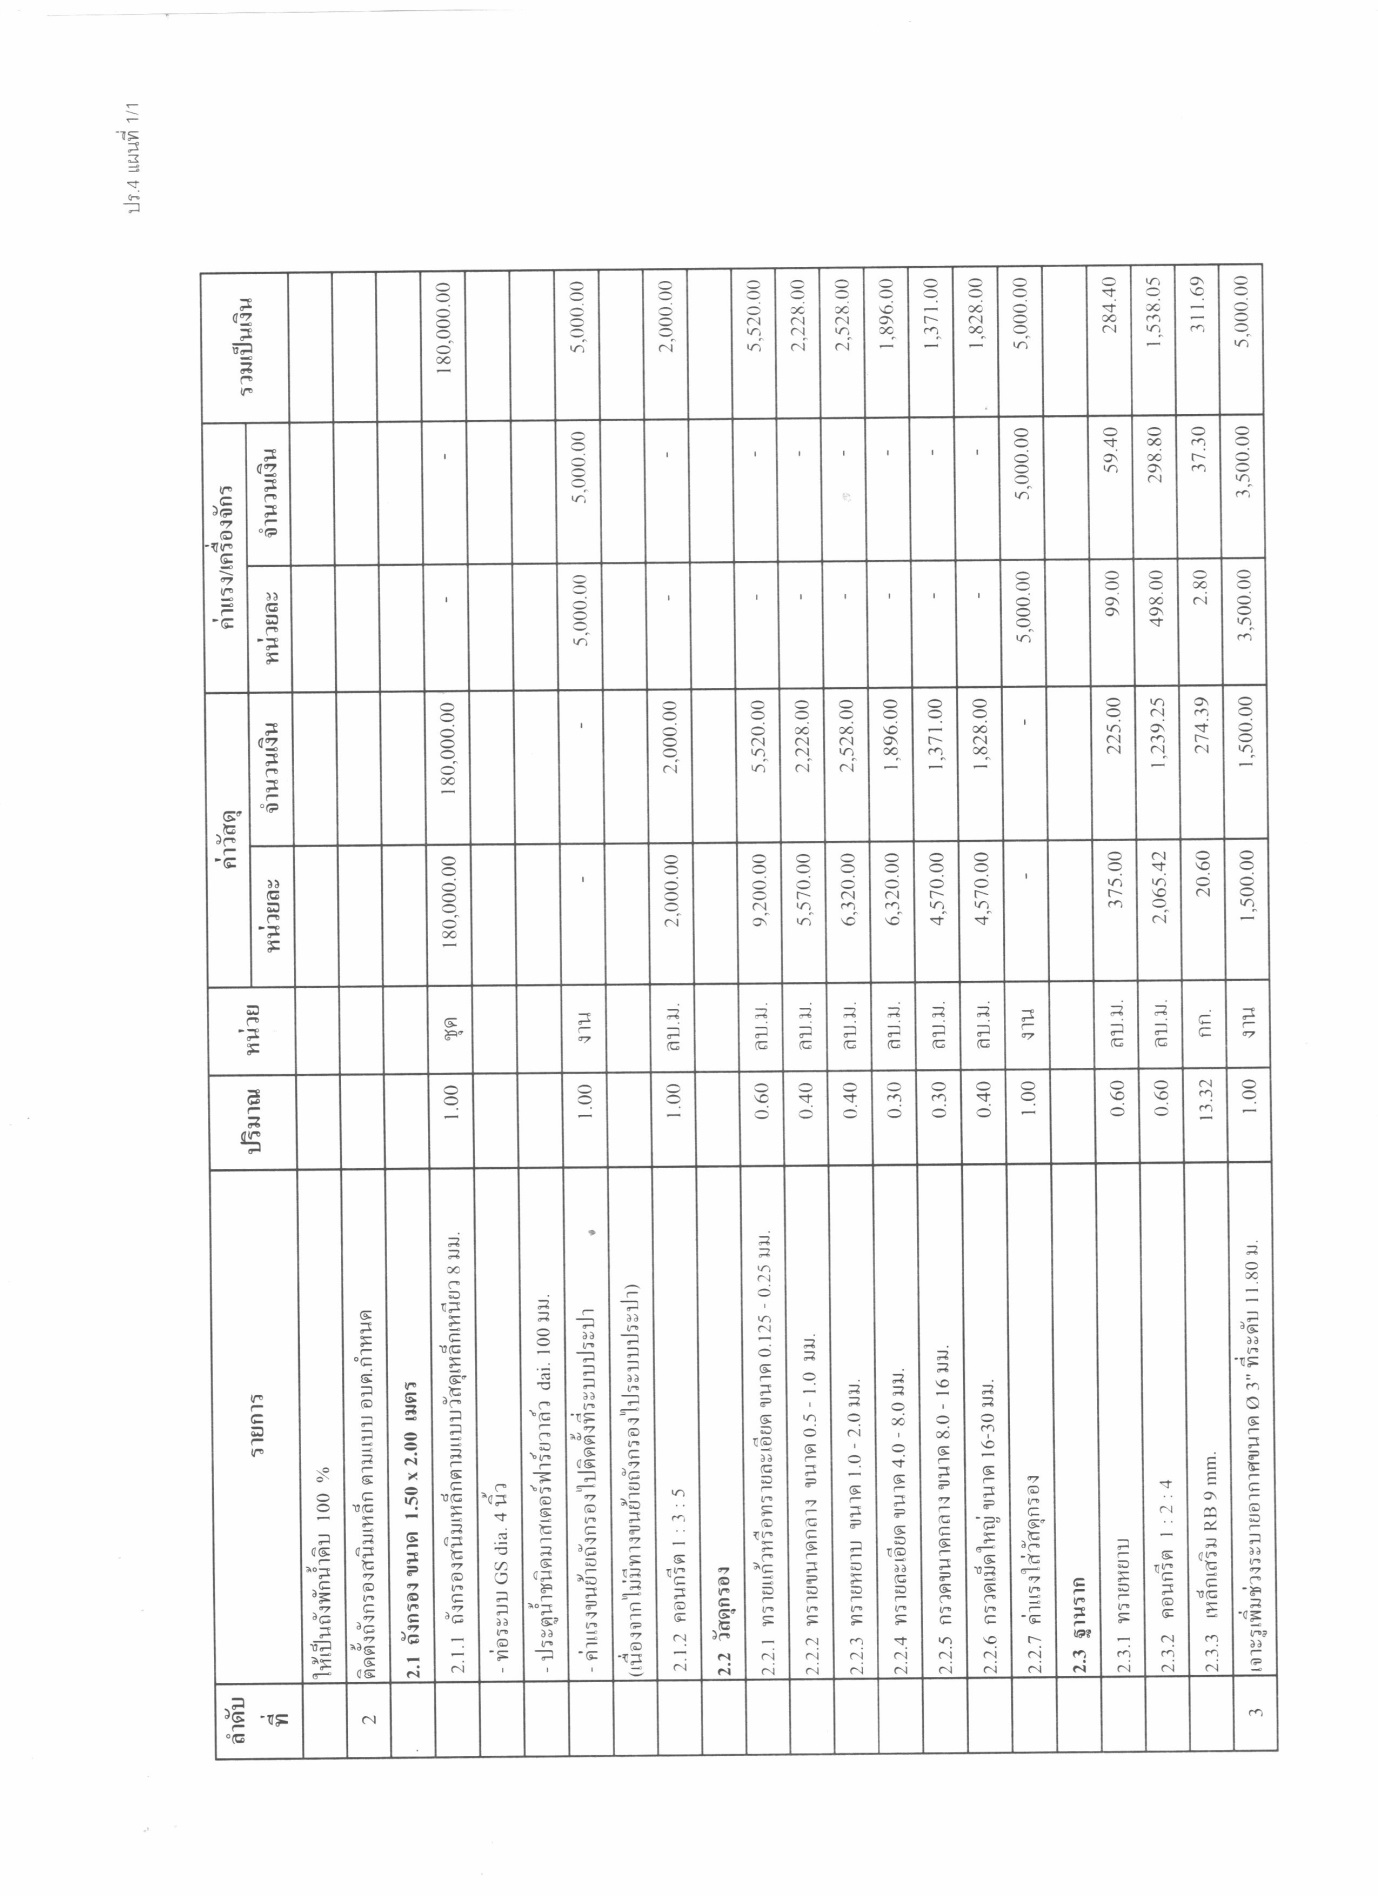 ปร.4 แผ่นที่ 1/1
ลำดับที่ รายการ ปริมาณ หน่วย ค่าวัสดุ ค่าแรง/เครื่องจักร รวมเป็นเงิน
หน่วยละ จำนวนเงิน หน่วยละ จำนวนเงิน
ให้เป็นถังพักน้ำดิบ 100 %
2 ติดตั้งถังกรองสนิมเหล็ก ตามแบบ อบต.กำหนด
2.1 ถังกรอง ขนาด 1.50 x 2.00 เมตร
2.1.1 ถังกรองสนิมเหล็กตามแบบวัสดุเหล็กเหนียว 8 มม. 1.00 ชุด 180,000.00 180,000.00 - - 180,000.00
- ท่อระบบ GS dia. 4 นิ้ว
- ประตูน้ำชนิดมาสเตอร์ฟาร์ยวาล์ว dai. 100 มม.
- ค่าแรงขนย้ายถังกรองไปติดตั้งที่ระบบประปา 1.00 งาน - - 5,000.00 5,000.00 5,000.00
(เนื่องจากไม่มีทางขนย้ายถังกรองไประบบประปา)
2.1.2 คอนกรีต 1 : 3 : 5 1.00 ลบ.ม. 2,000.00 2,000.00 - - 2,000.00
2.2 วัสดุกรอง
2.2.1 ทรายแก้วหรือทรายละเอียด ขนาด 0.125 - 0.25 มม. 0.60 ลบ.ม. 9,200.00 5,520.00 - - 5,520.00
2.2.2 ทรายขนาดกลาง ขนาด 0.5 - 1.0 มม. 0.40 ลบ.ม. 5,570.00 2,228.00 - - 2,228.00
2.2.3 ทรายหยาบ ขนาด 1.0 - 2.0 มม. 0.40 ลบ.ม. 6,320.00 2,528.00 - - 2,528.00
2.2.4 ทรายละเอียด ขนาด 4.0 - 8.0 มม. 0.30 ลบ.ม. 6,320.00 1,896.00 - - 1,896.00
2.2.5 กรวดขนาดกลาง ขนาด 8.0 - 16 มม. 0.30 ลบ.ม. 4,570.00 1,371.00 - - 1,371.00
2.2.6 กรวดเม็ดใหญ่ ขนาด 16-30 มม. 0.40 ลบ.ม. 4,570.00 1,828.00 - - 1,828.00
2.2.7 ค่าแรงใส่วัสดุกรอง 1.00 งาน - - 5,000.00 5,000.00 5,000.00
2.3 ฐานราก
2.3.1 ทรายหยาบ 0.60 ลบ.ม. 375.00 225.00 99.00 59.40 284.40
2.3.2 คอนกรีต 1 : 2 : 4 0.60 ลบ.ม. 2,065.42 1,239.25 498.00 298.80 1,538.05
2.3.3 เหล็กเสริม RB 9 mm. 13.32 กก. 20.60 274.39 2.80 37.30 311.69
3 เจาะรูเพิ่มช่วงระบายอากาศขนาด Ø 3" ที่ระดับ 11.80 ม. 1.00 งาน 1,500.00 1,500.00 3,500.00 3,500.00 5,000.00